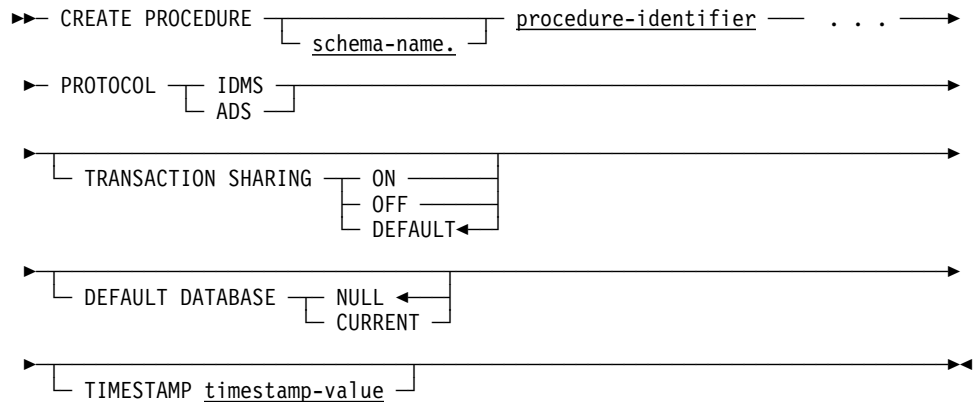 CREATE PROCEDURE procedure-identifier . . .
schema-name.
PROTOCOL IDMS
ADS
TRANSACTION SHARING ON
OFF
DEFAULT
DEFAULT DATABASE NULL
CURRENT
TIMESTAMP timestamp-value